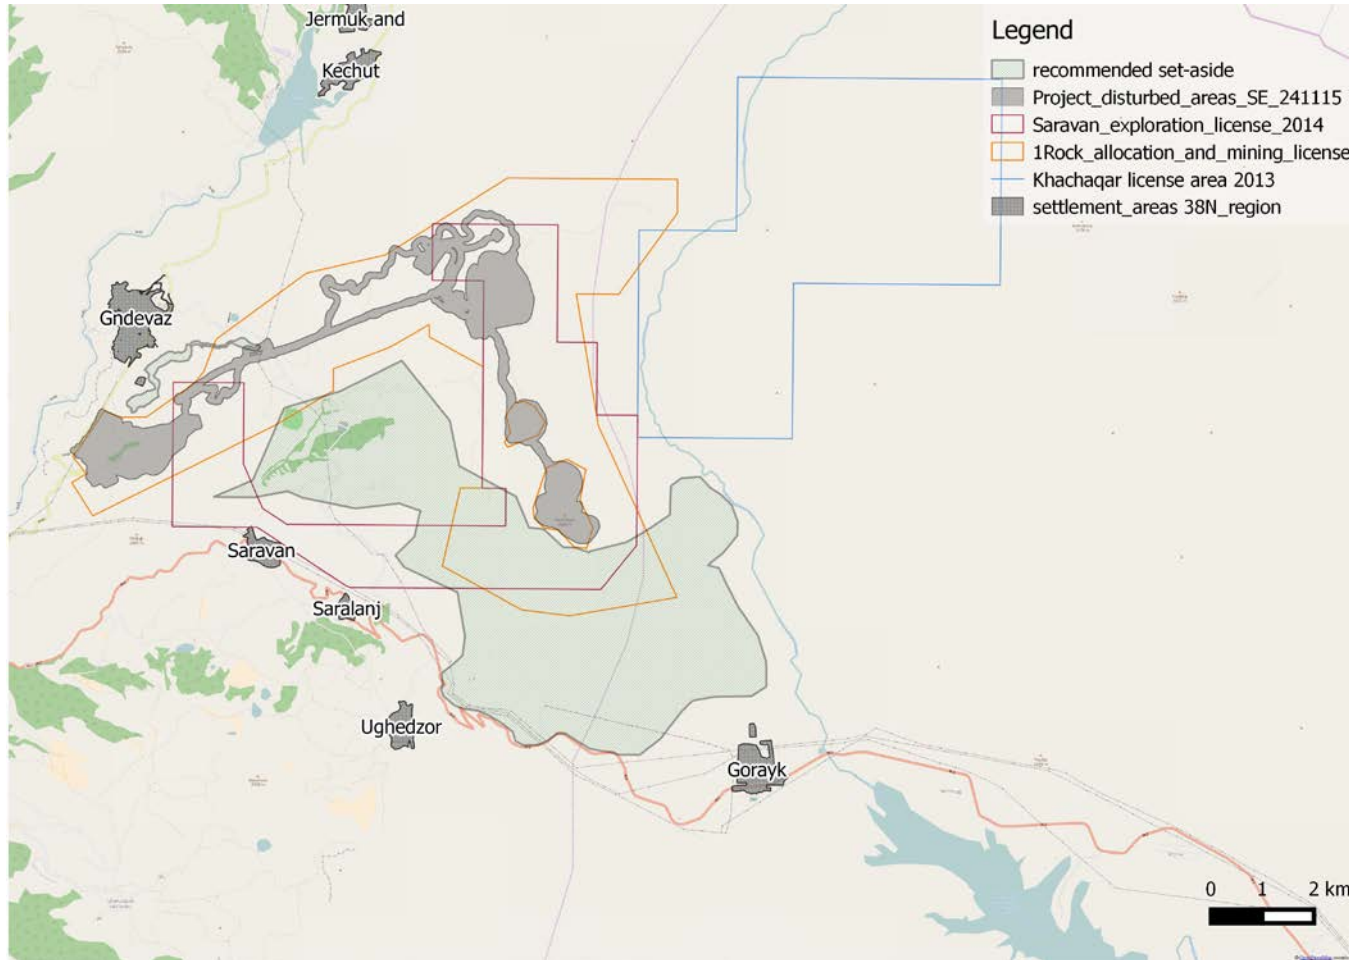 Jermuk and
Kechut
Gndevaz
Saravan
Saralanj
Ughedzor
Gorayk
Legend
recommended set-aside
Project_disturbed_areas_SE_241115
Saravan_exploration_license_2014
1Rock_allocation_and_mining_license
Khachaqar license area 2013
settlement_areas 38N_region
0 1 2 km